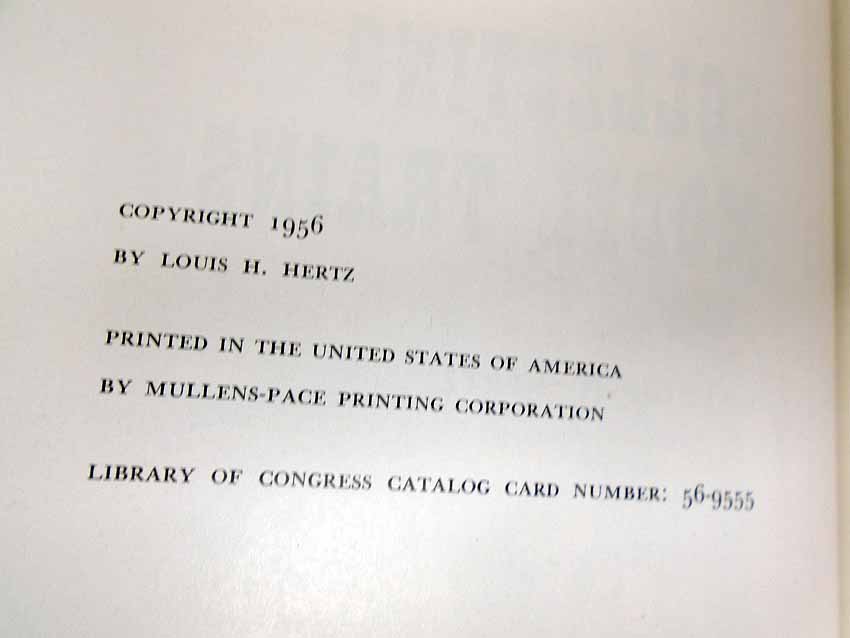 COPYRIGHT 1956
BY LOUIS H. HERTZ
PRINTED IN THE UNITED STATES OF AMERICA
BY MULLENS-PACE PRINTING CORPORATION
LIBRARY OF CONGRESS CATALOG CARD NUMBER: 56-9555